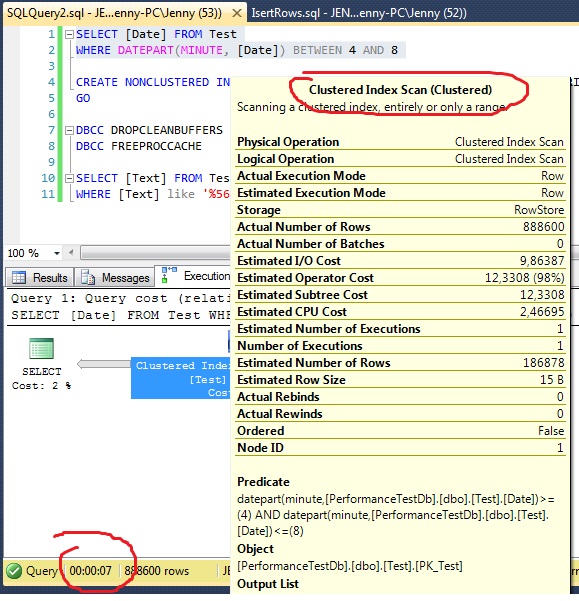 SQLQuery2.sql - JE...enny-PC\Jenny (53)) × IsertRows.sql - JEN...enny-PC\Jenny (52))
1 SELECT [Date] FROM Test
2 WHERE DATEPART(MINUTE, [Date]) BETWEEN 4 AND 8
3
4 CREATE NONCLUSTERED IN
5 GO
6
7 DBCC DROPCLEANBUFFERS
8 DBCC FREEPROCCACHE
9
10 SELECT [Text] FROM Tes
11 WHERE [Text] like '%56
100 %
Results Messages Execution
Query 1: Query cost (relati
SELECT [Date] FROM Test WH
SELECT
Cost: 2 %
Clustered Inde
[Test]
Cos
Clustered Index Scan (Clustered)
Scanning a clustered index, entirely or only a range.
Physical Operation Clustered Index Scan
Logical Operation Clustered Index Scan
Actual Execution Mode Row
Estimated Execution Mode Row
Storage RowStore
Actual Number of Rows 888600
Actual Number of Batches 0
Estimated I/O Cost 9,86387
Estimated Operator Cost 12,3308 (98%)
Estimated Subtree Cost 12,3308
Estimated CPU Cost 2,46695
Estimated Number of Executions 1
Number of Executions 1
Estimated Number of Rows 186878
Estimated Row Size 15 B
Actual Rebinds 0
Actual Rewinds 0
Ordered False
Node ID 1
Predicate
datepart(minute,[PerformanceTestDb].[dbo].[Test].[Date])>=
(4) AND datepart(minute,[PerformanceTestDb].[dbo].[Test].
[Date])<=(8)
Object
[PerformanceTestDb].[dbo].[Test].[PK_Test]
Output List
Query 00:00:07 888600 rows